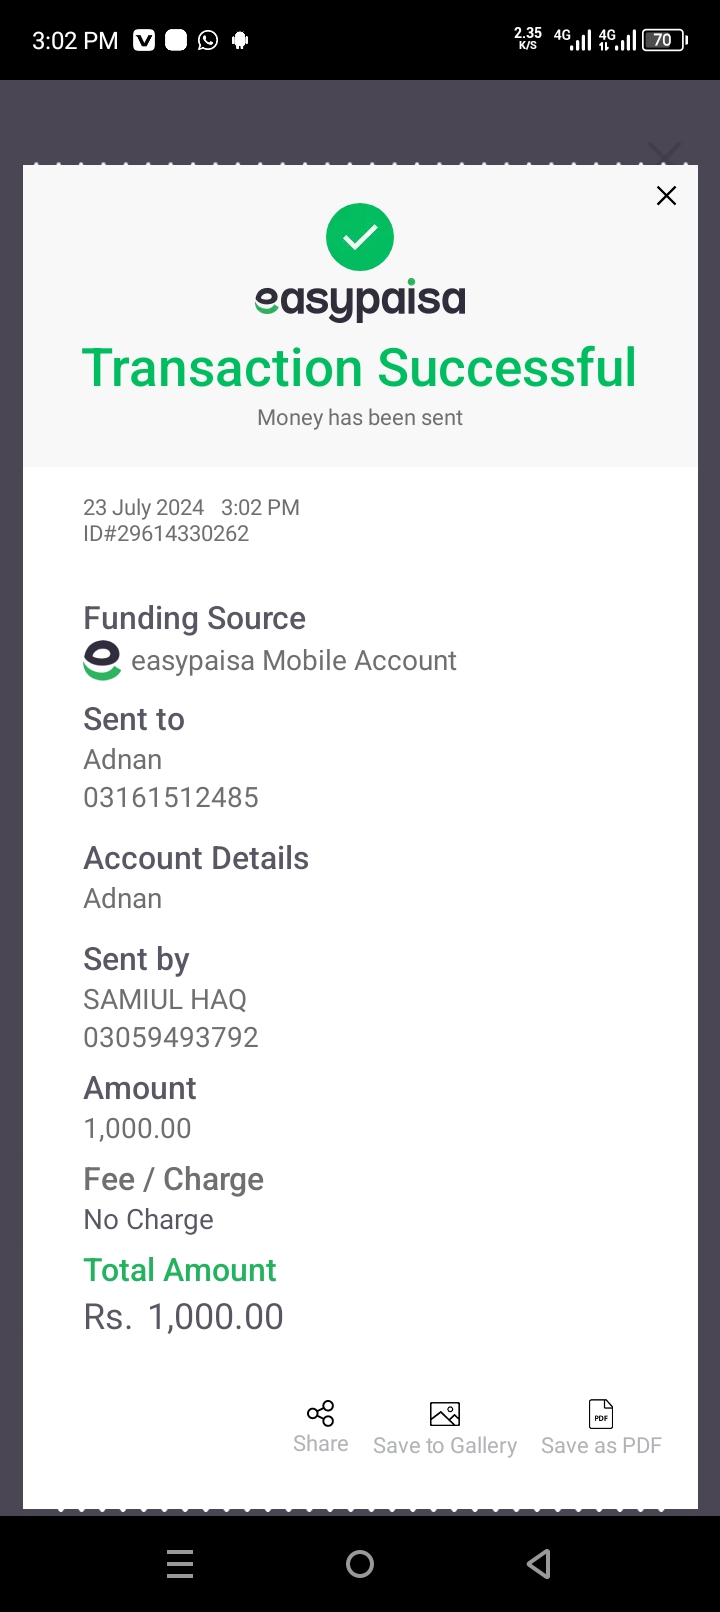 3:02 PM 2.35 K/S 4G 4G 70
easypaisa
Transaction Successful
Money has been sent
23 July 2024 3:02 PM
ID#29614330262
Funding Source
easypaisa Mobile Account
Sent to
Adnan
03161512485
Account Details
Adnan
Sent by
SAMIUL HAQ
03059493792
Amount
1,000.00
Fee / Charge
No Charge
Total Amount
Rs. 1,000.00
PDF
Share Save to Gallery Save as PDF